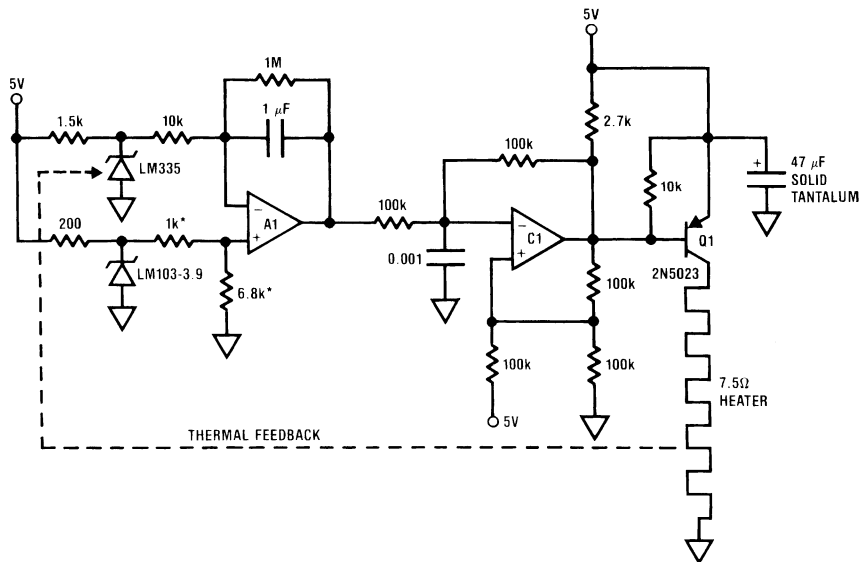 5V
5V
1M
1 µF
1.5k
10k
2.7k
LM335
100k
10k
+
47 µF
SOLID
TANTALUM
200
1k*
−
A1
+
100k
−
C1
+
Q1
LM103-3.9
0.001
2N5023
6.8k*
100k
100k
100k
7.5Ω
HEATER
5V
THERMAL FEEDBACK